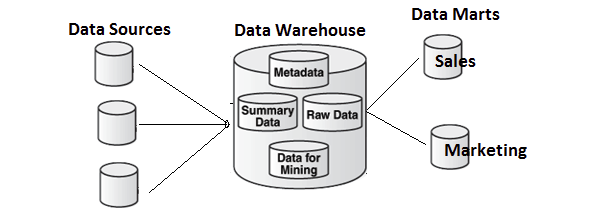 Data Sources
Data Warehouse
Data Marts
Metadata
Summary
Data
Raw Data
Data for
Mining
Sales
Marketing